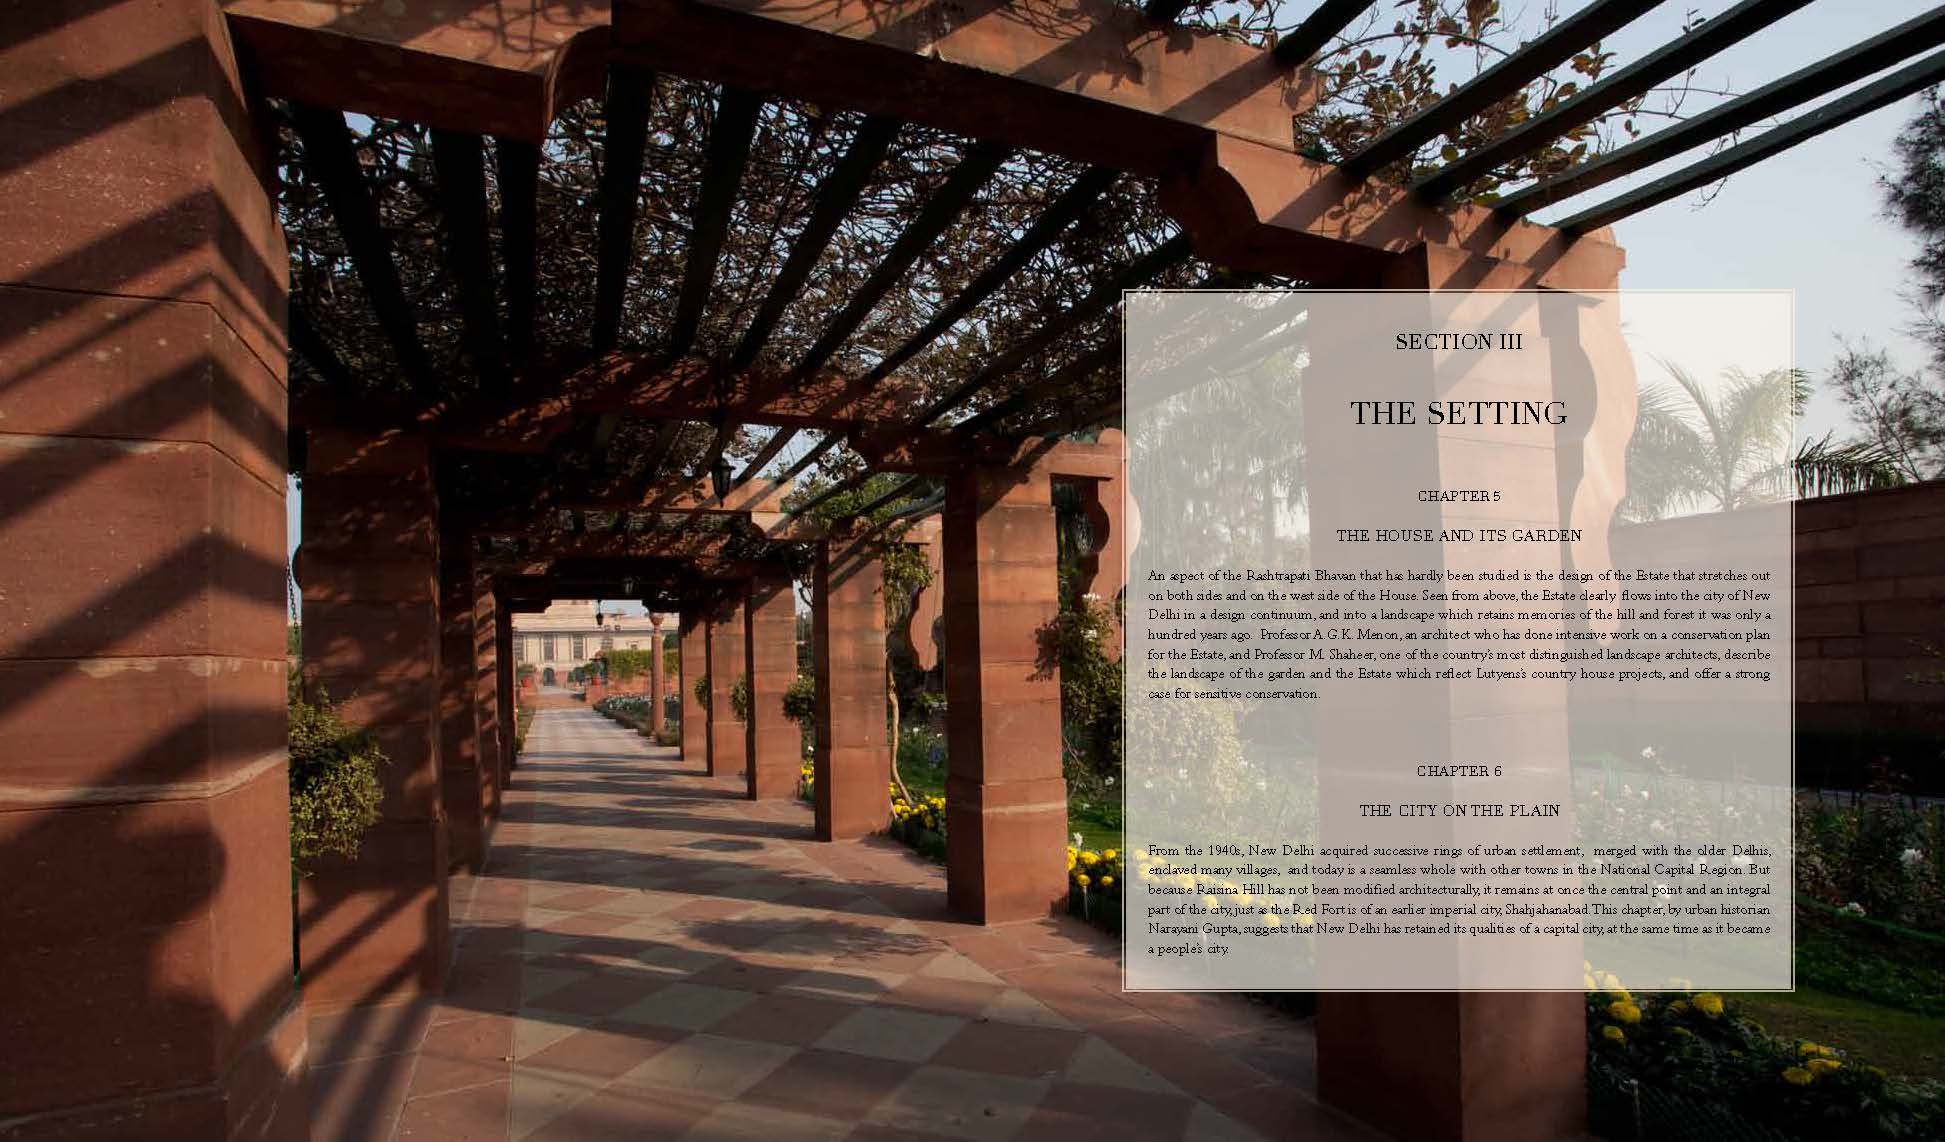 SECTION III
THE SETTING
CHAPTER 5
THE HOUSE AND ITS GARDEN
An aspect of the Rashtrapati Bhavan that has hardly been studied is the design of the Estate that stretches out
on both sides and on the west side of the House. Seen from above, the Estate clearly flows into the city of New
Delhi in a design continuum, and into a landscape which retains memories of the hill and forest it was only a
hundred years ago. Professor A. G. K. Menon, an architect who has done intensive work on a conservation plan
for the Estate, and Professor M. Shaheer, one of the country's most distinguished landscape architects, describe
the landscape of the garden and the Estate which reflect Lutyens's country house projects, and offer a strong
case for sensitive conservation.
CHAPTER 6
THE CITY ON THE PLAIN
From the 1940s, New Delhi acquired successive rings of urban settlement, merged with the older Delhis,
enclaved many villages, and today is a seamless whole with other towns in the National Capital Region. But
because Raisina Hill has not been modified architecturally, it remains at once the central point and an integral
part of the city, just as the Red Fort is of an earlier imperial city, Shahjahanabad. This chapter, by urban historian
Narayani Gupta, suggests that New Delhi has retained its qualities of a capital city, at the same time as it became
a people's city.